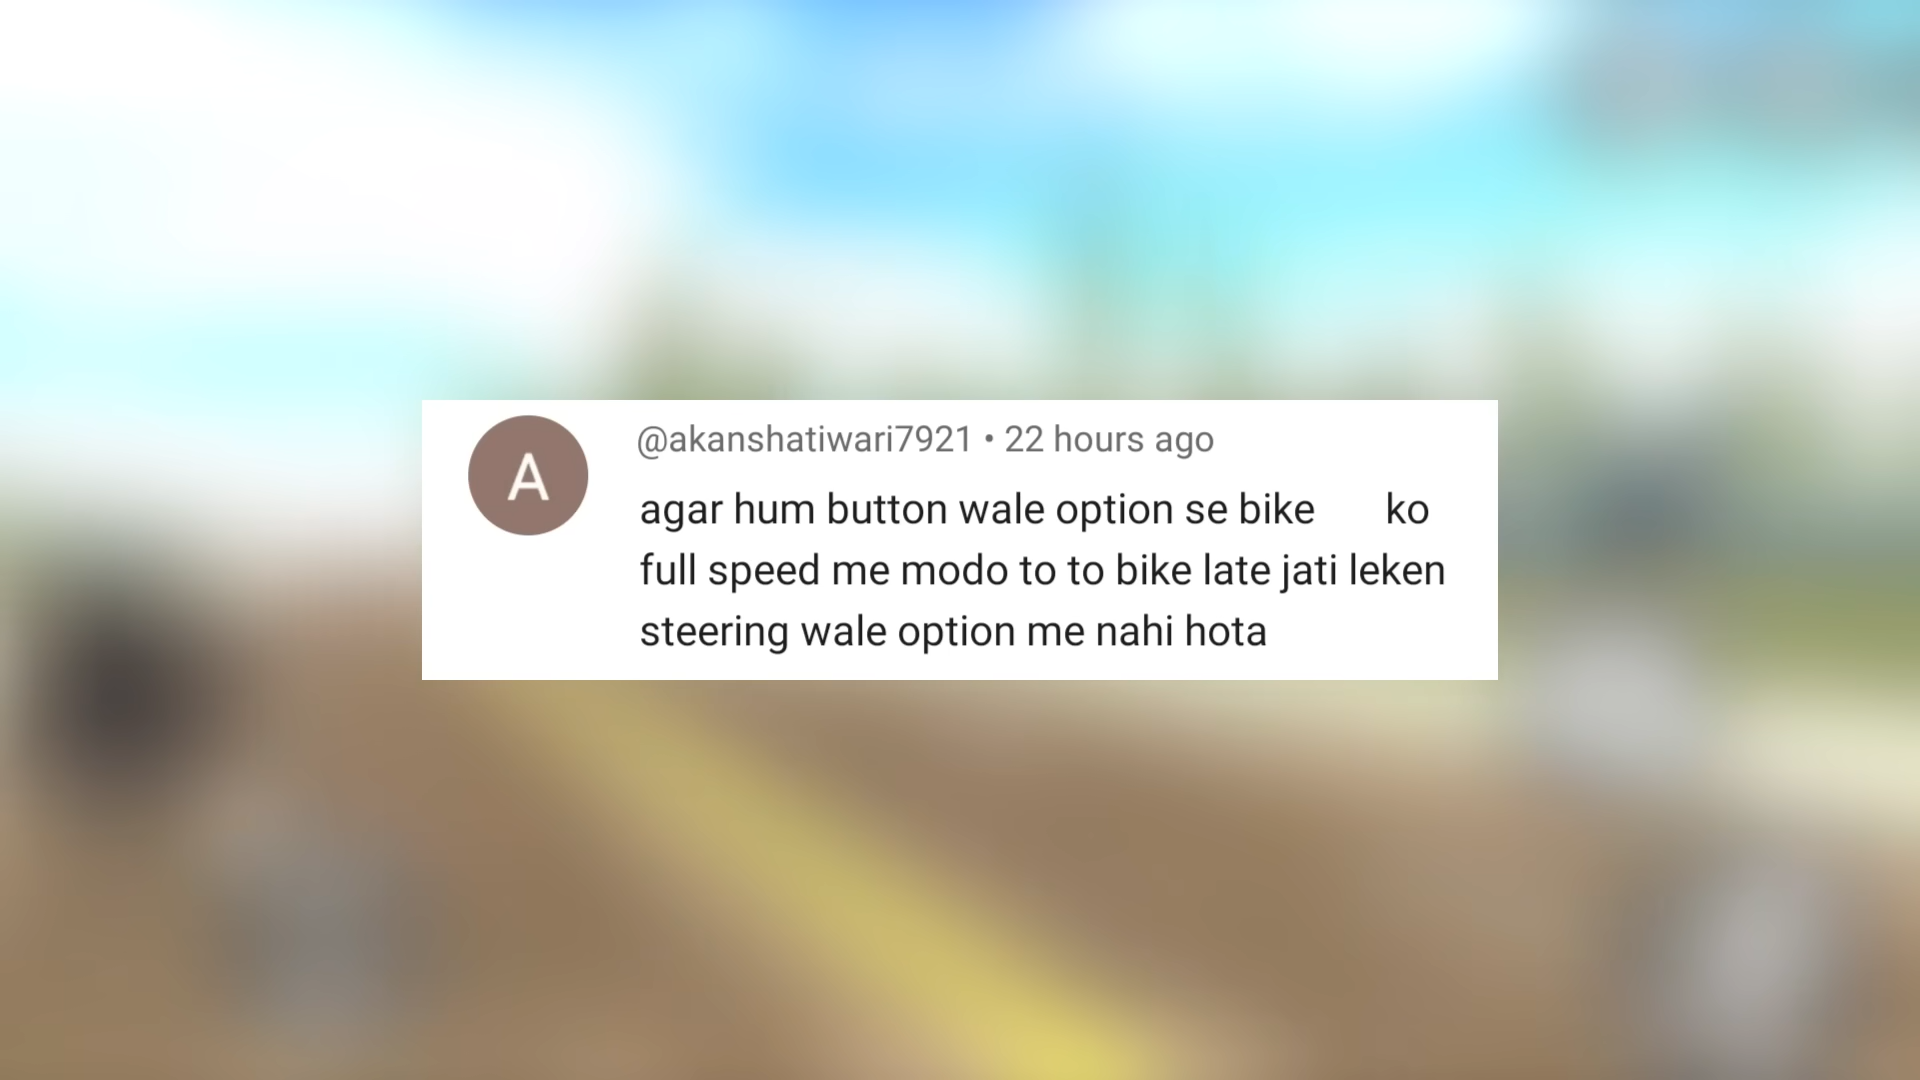 A
@akanshatiwari7921 • 22 hours ago
agar hum button wale option se bike ko
full speed me modo to to bike late jati leken
steering wale option me nahi hota